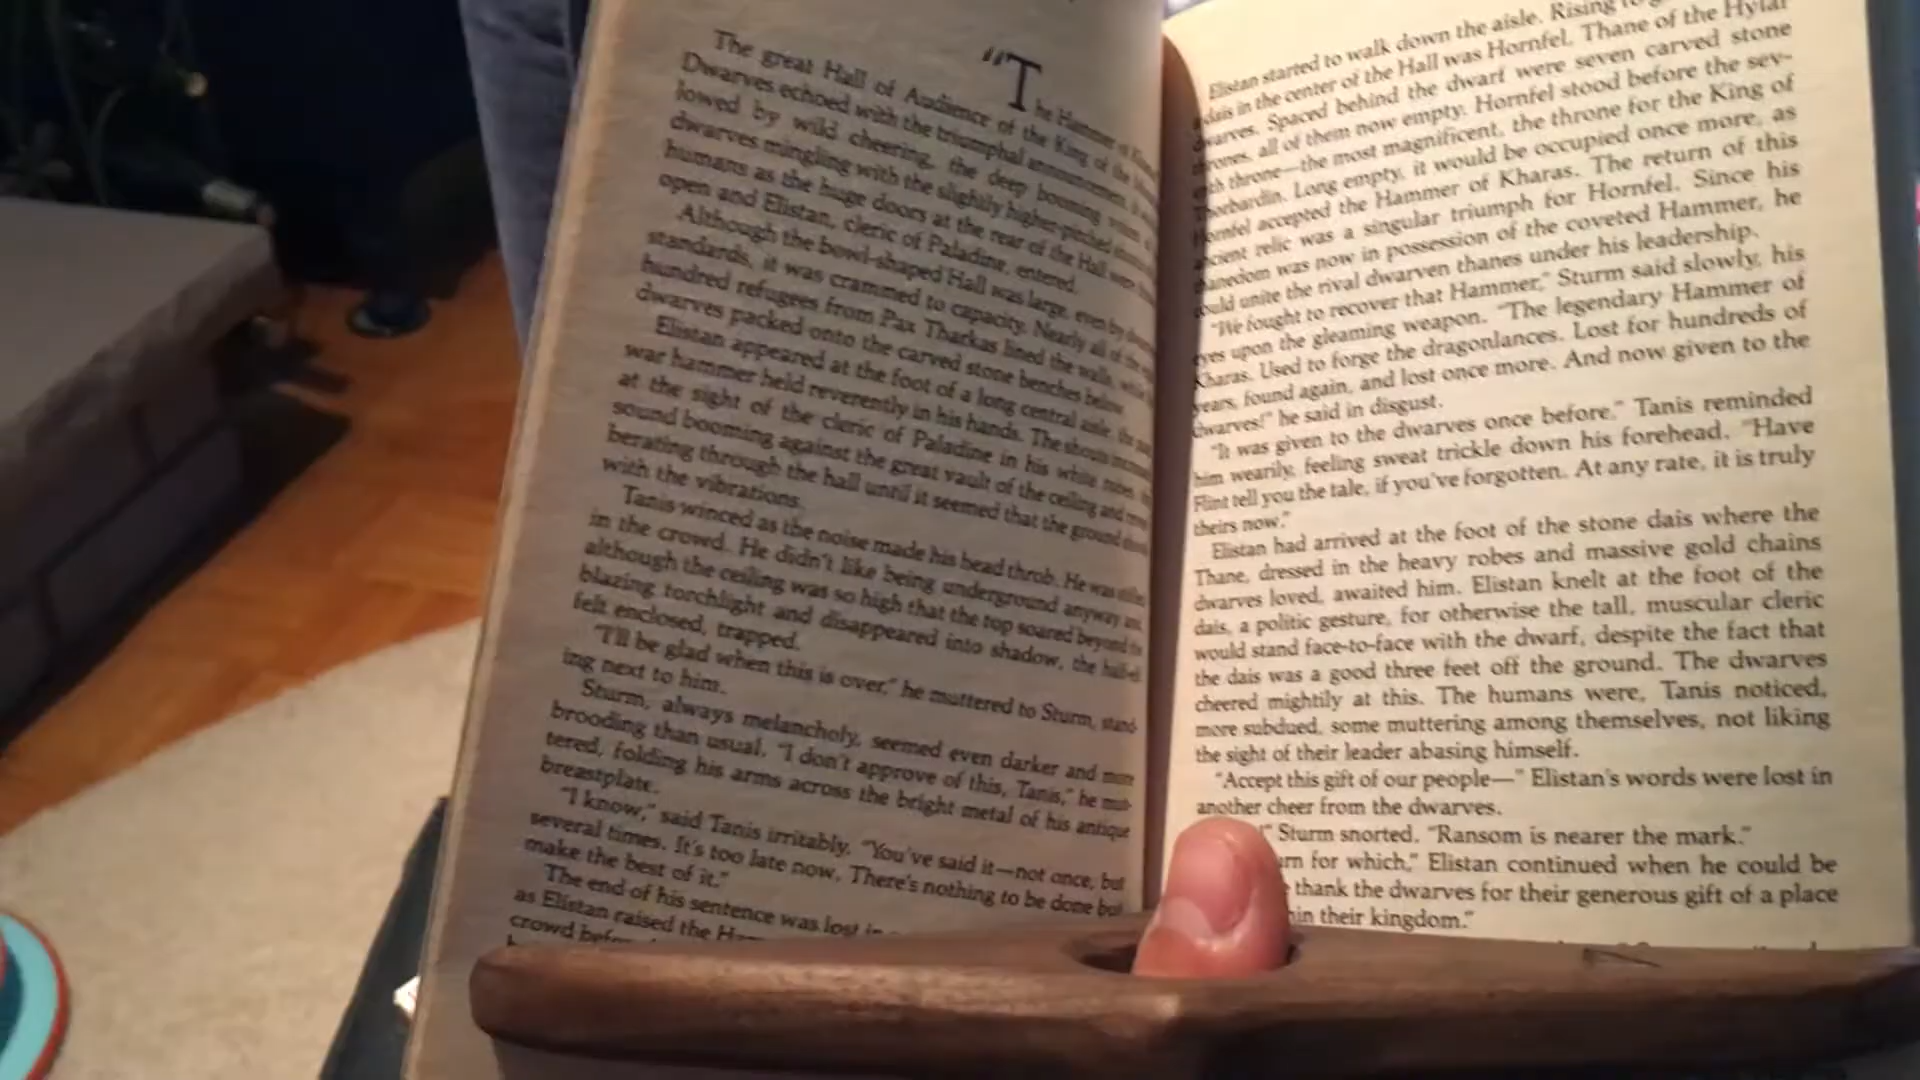 "The Hammer of
The great Hall of Audience of the King of the
Dwarves echoed with the triumphal announcement. It was
lowed by wild cheering, the deep booming voices
dwarves mingling with the slightly higher-pitched
humans as the huge doors at the rear of the Hall were
open and Elistan, cleric of Paladine, entered.
Although the bowl-shaped Hall was large, even by
standards, it was crammed to capacity. Nearly all of the
hundred refugees from Pax Tharkas lined the walls, while
dwarves packed onto the carved stone benches below.
Elistan appeared at the foot of a long central aisle, the
war hammer held reverently in his hands. The shouts increased
at the sight of the cleric of Paladine in his white robes, the
sound booming against the great vault of the ceiling and
berating through the hall until it seemed that the ground
with the vibrations.
Tanis winced as the noise made his head throb. He was
in the crowd. He didn't like being underground anyway and,
although the ceiling was so high that the top soared beyond the
blazing torchlight and disappeared into shadow, the half-el
felt enclosed, trapped.
"I'll be glad when this is over," he muttered to Sturm, stand-
ing next to him.
Sturm, always melancholy, seemed even darker and more
brooding than usual. "I don't approve of this, Tanis," he mut-
tered, folding his arms across the bright metal of his antique
breastplate.
"I know," said Tanis irritably. "You've said it—not once, but
several times. It's too late now. There's nothing to be done but
make the best of it."
The end of his sentence was lost in
as Elistan raised the
crowd
Elistan started to walk down the aisle. Rising
dais in the center of the Hall was Hornfel, Thane of the Hylar
dwarves. Spaced behind the dwarf were seven carved stone
thrones, all of them now empty. Hornfel stood before the sev-
enth throne—the most magnificent, the throne for the King of
Thorbardin. Long empty, it would be occupied once more, as
Hornfel accepted the Hammer of Kharas. The return of this
ancient relic was a singular triumph for Hornfel. Since his
thanedom was now in possession of the coveted Hammer, he
could unite the rival dwarven thanes under his leadership.
"We fought to recover that Hammer," Sturm said slowly, his
eyes upon the gleaming weapon. "The legendary Hammer of
Kharas. Used to forge the dragonlances. Lost for hundreds of
years, found again, and lost once more. And now given to the
dwarves!" he said in disgust.
"It was given to the dwarves once before," Tanis reminded
him wearily, feeling sweat trickle down his forehead. "Have
Flint tell you the tale, if you've forgotten. At any rate, it is truly
theirs now."
Elistan had arrived at the foot of the stone dais where the
Thane, dressed in the heavy robes and massive gold chains
dwarves loved, awaited him. Elistan knelt at the foot of the
dais, a politic gesture, for otherwise the tall, muscular cleric
would stand face-to-face with the dwarf, despite the fact that
the dais was a good three feet off the ground. The dwarves
cheered mightily at this. The humans were, Tanis noticed,
more subdued, some muttering among themselves, not liking
the sight of their leader abasing himself.
"Accept this gift of our people—" Elistan's words were lost in
another cheer from the dwarves.
Sturm snorted. "Ransom is nearer the mark."
for which," Elistan continued when he could be
thank the dwarves for their generous gift of a place
their kingdom."